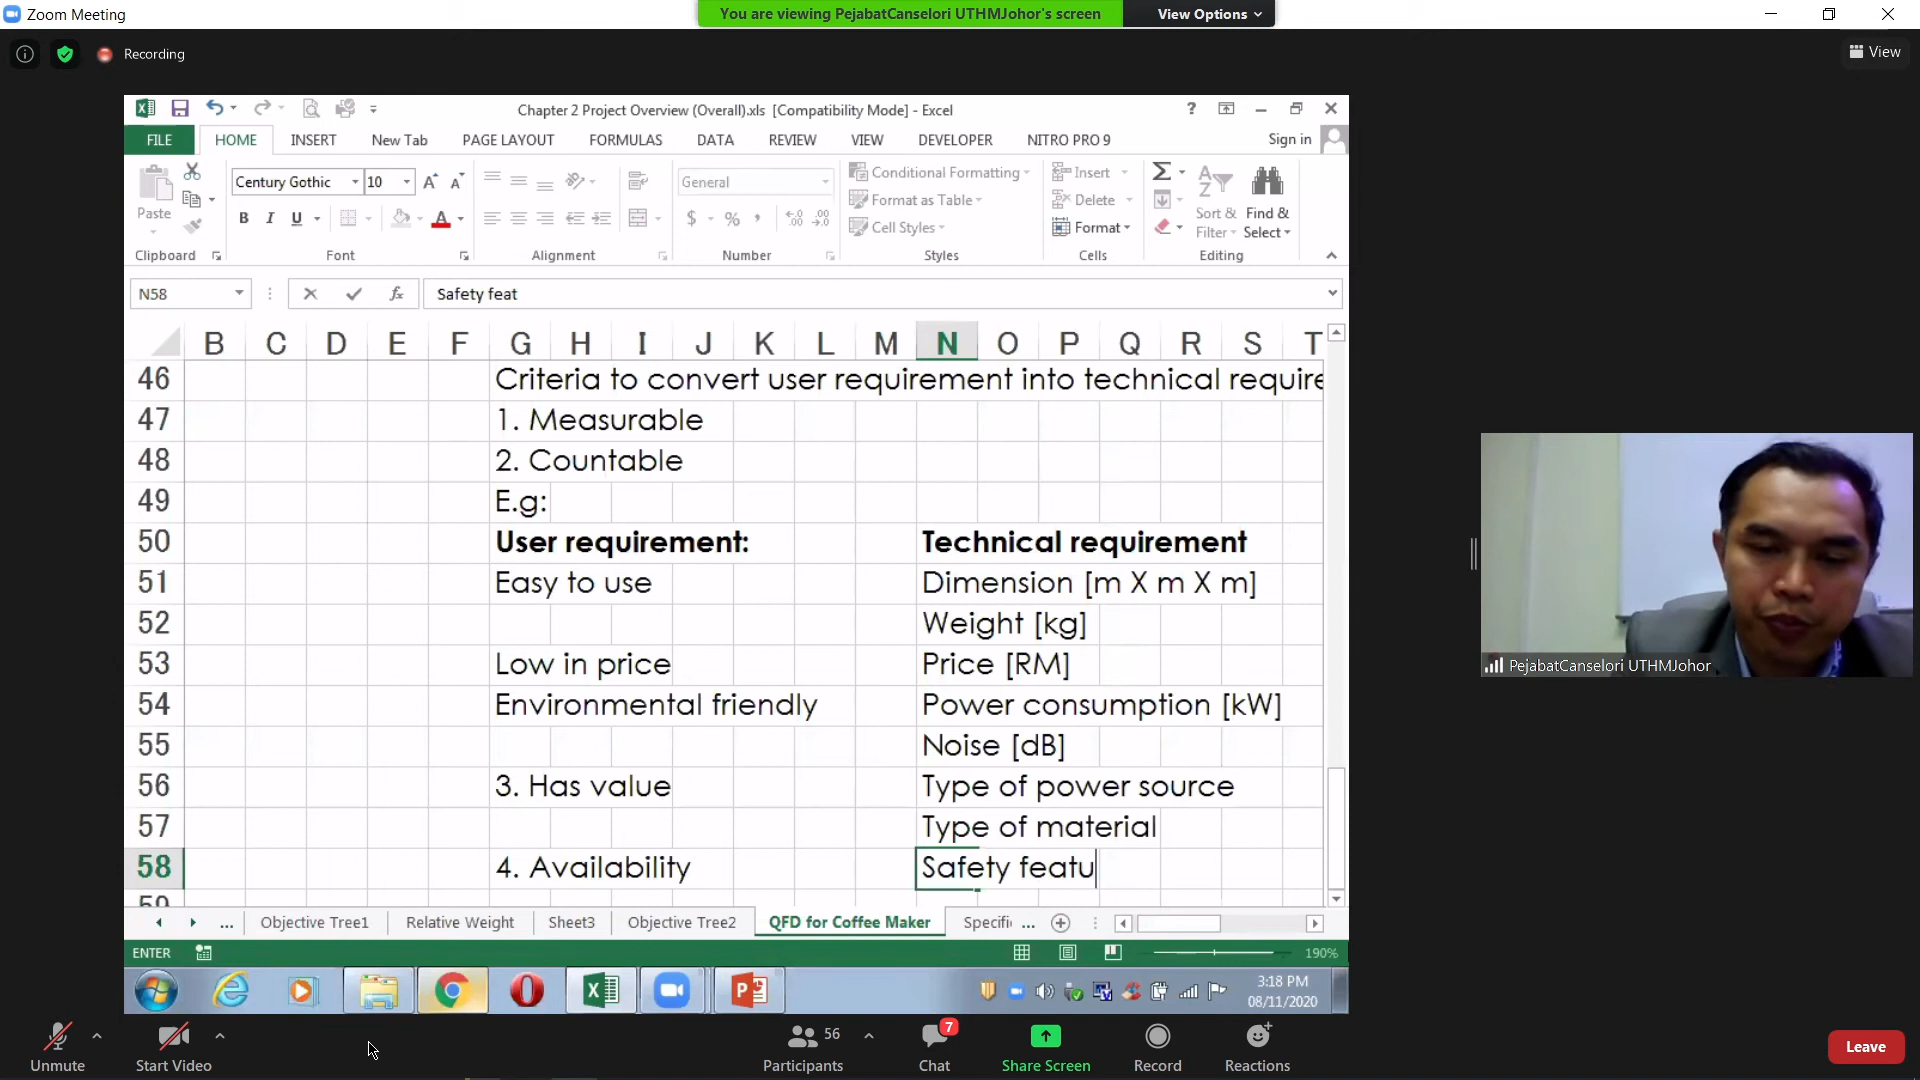 Zoom Meeting
You are viewing PejabatCanselori UTHMJohor's screen
View Options
Recording
View
Chapter 2 Project Overview (Overall).xls [Compatibility Mode] - Excel
FILE HOME INSERT New Tab PAGE LAYOUT FORMULAS DATA REVIEW VIEW DEVELOPER NITRO PRO 9 Sign in
Paste
Century Gothic 10
B I U A
General
$ % ,
Conditional Formatting
Format as Table
Cell Styles
Insert
Delete
Format
Sort & Filter
Find & Select
Clipboard Font Alignment Number Styles Cells Editing
N58 fx Safety feat
B C D E F G H I J K L M N O P Q R S T
46 Criteria to convert user requirement into technical require
47 1. Measurable
48 2. Countable
49 E.g:
50 User requirement: Technical requirement
51 Easy to use Dimension [m X m X m]
52 Weight [kg]
53 Low in price Price [RM]
54 Environmental friendly Power consumption [kW]
55 Noise [dB]
56 3. Has value Type of power source
57 Type of material
58 4. Availability Safety featu
59
... Objective Tree1 Relative Weight Sheet3 Objective Tree2 QFD for Coffee Maker Specifi ...
ENTER 190%
3:18 PM
08/11/2020
PejabatCanselori UTHMJohor
Unmute
Start Video
56
Participants
7
Chat
Share Screen
Record
Reactions
Leave